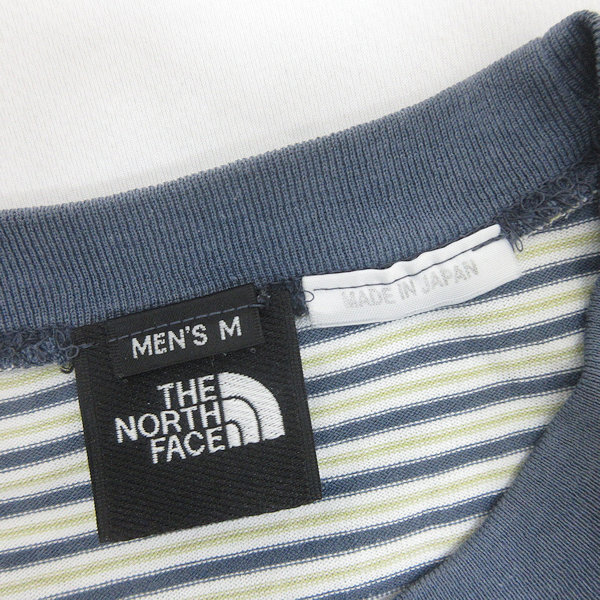 MADE IN JAPAN
MEN'S M
THE
NORTH
FACE